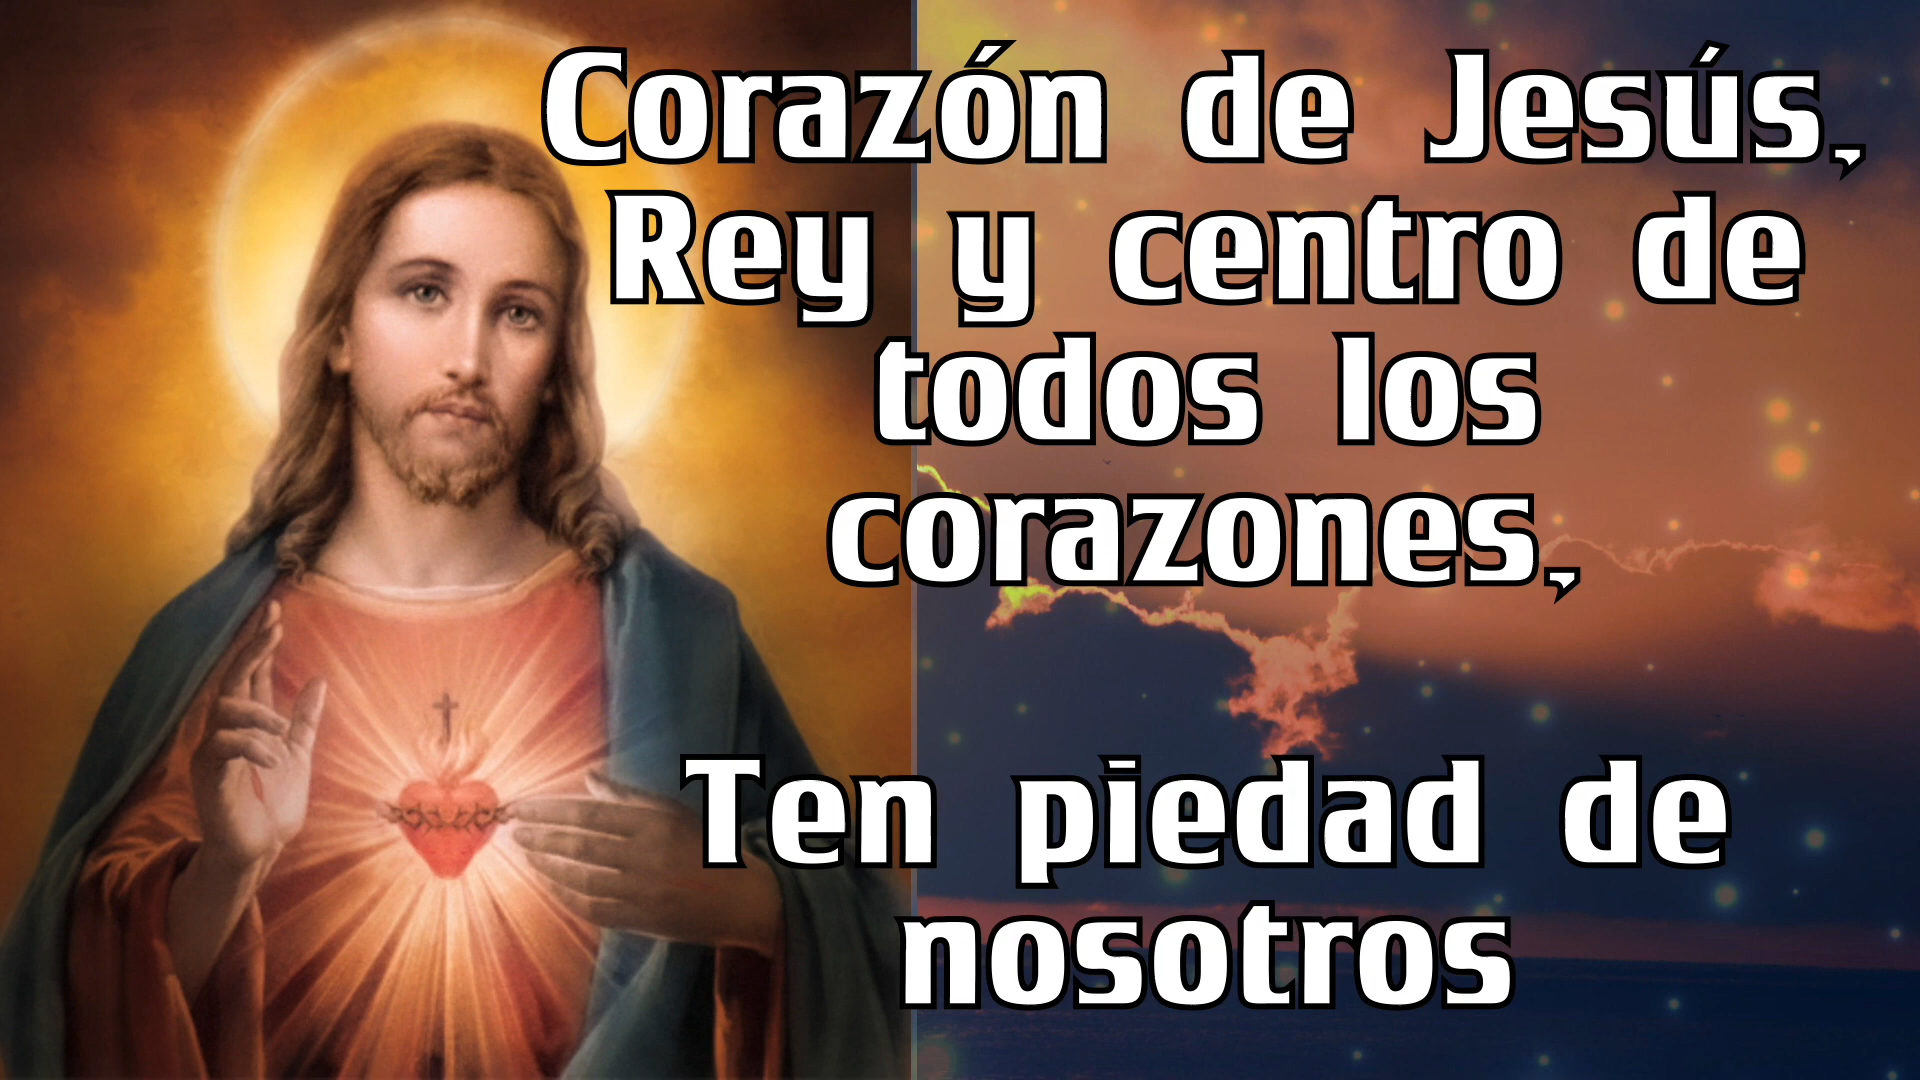 Corazón de Jesús,
Rey y centro de
todos los
corazones,
Ten piedad de
nosotros